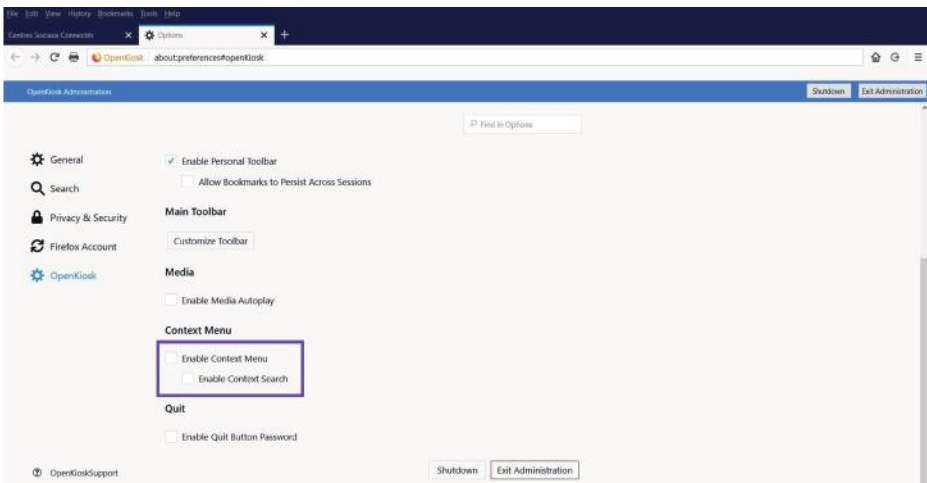 File Edit View History Bookmarks Tools Help
Centres Sociaux Connectés Options
OpenKiosk about:preferences#openKiosk
OpenKiosk Administration Shutdown Exit Administration
Find in Options
General
Enable Personal Toolbar
Allow Bookmarks to Persist Across Sessions
Search
Main Toolbar
Privacy & Security
Customize Toolbar
Firefox Account
Media
OpenKiosk
Enable Media Autoplay
Context Menu
Enable Context Menu
Enable Context Search
Quit
Enable Quit Button Password
OpenKioskSupport
Shutdown Exit Administration